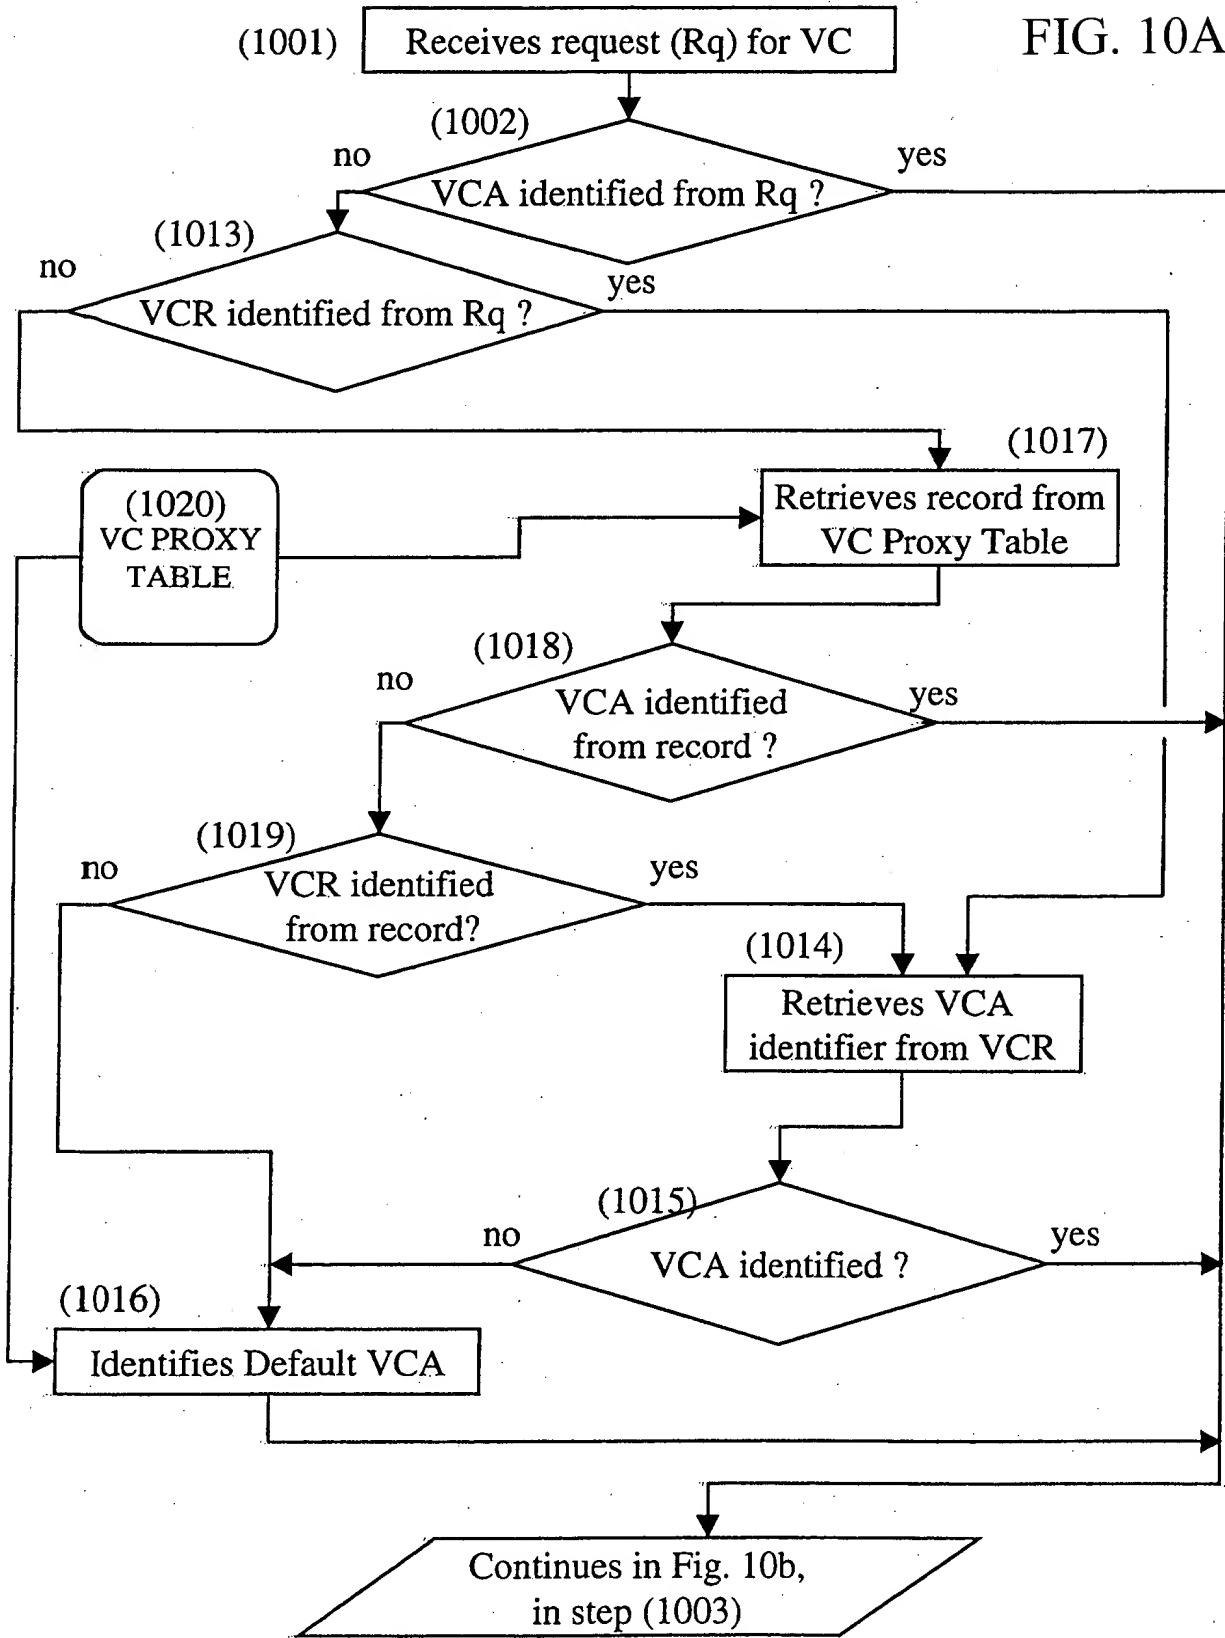 FIG. 10A
(1001)
Receives request (Rq) for VC
(1002)
no
yes
VCA identified from Rq ?
(1013)
no
yes
VCR identified from Rq ?
(1017)
Retrieves record from
VC Proxy Table
(1020)
VC PROXY
TABLE
(1018)
no
yes
VCA identified
from record ?
(1019)
no
yes
VCR identified
from record?
(1014)
Retrieves VCA
identifier from VCR
(1015)
no
yes
VCA identified ?
(1016)
Identifies Default VCA
Continues in Fig. 10b,
in step (1003)